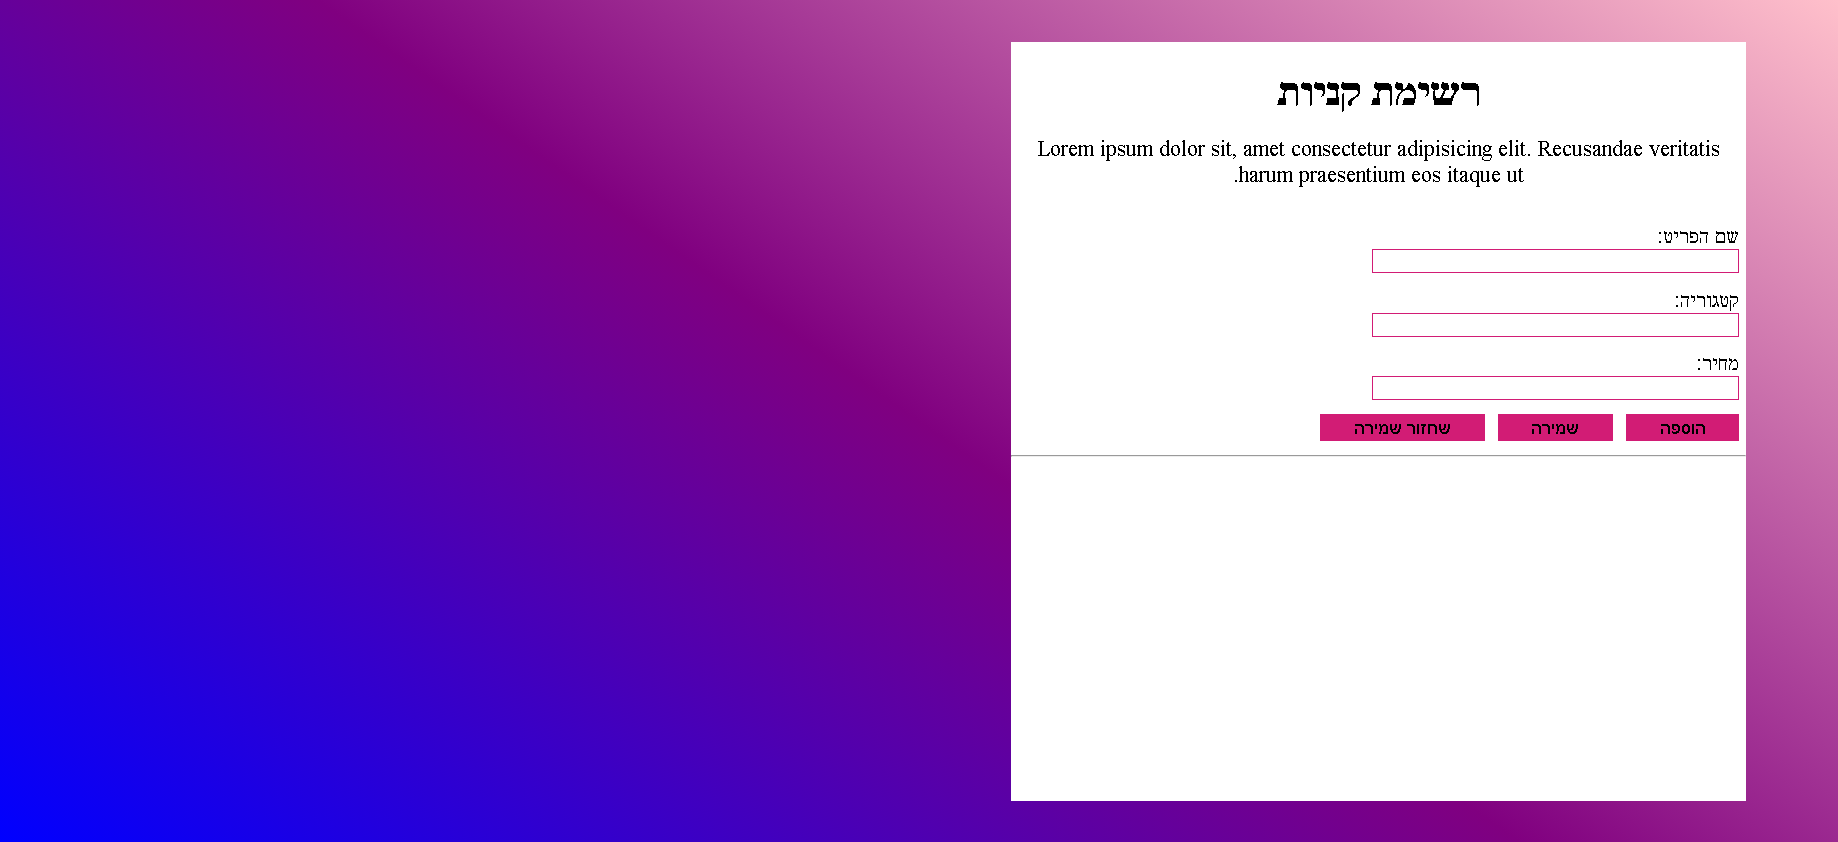 רשימת קניות
Lorem ipsum dolor sit, amet consectetur adipisicing elit. Recusandae veritatis
harum praesentium eos itaque ut.
שם הפריט:
קטגוריה:
מחיר:
הוספה שמירה שחזור שמירה